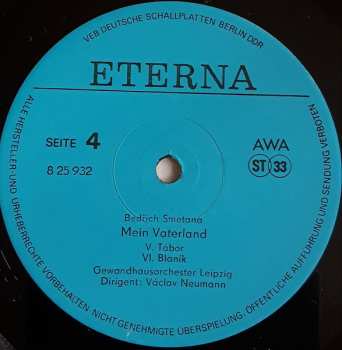 VEB DEUTSCHE SCHALLPLATTEN BERLIN DDR
ETERNA
SEITE 4
8 25 932
AWA
ST 33
Bedřich Smetana
Mein Vaterland
V. Tábor
VI. Blaník
Gewandhausorchester Leipzig
Dirigent: Václav Neumann
ALLE HERSTELLER- UND URHEBERRECHTE VORBEHALTEN. NICHT GENEHMIGTE ÜBERSPIELUNG, ÖFFENTLICHE AUFFÜHRUNG UND SENDUNG VERBOTEN